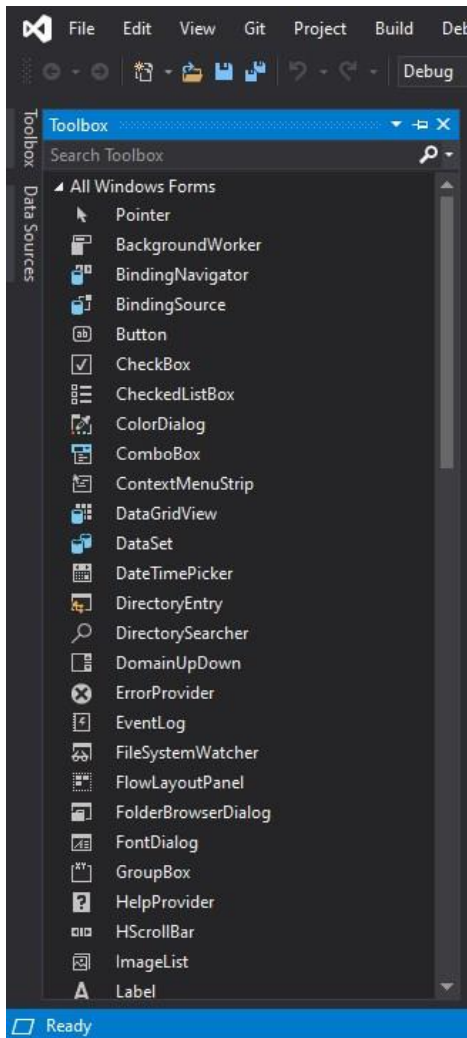 File Edit View Git Project Build Deb
Debug
Toolbox
Data Sources
Toolbox
Search Toolbox
All Windows Forms
Pointer
BackgroundWorker
BindingNavigator
BindingSource
Button
CheckBox
CheckedListBox
ColorDialog
ComboBox
ContextMenuStrip
DataGridView
DataSet
DateTimePicker
DirectoryEntry
DirectorySearcher
DomainUpDown
ErrorProvider
EventLog
FileSystemWatcher
FlowLayoutPanel
FolderBrowserDialog
FontDialog
GroupBox
HelpProvider
HScrollBar
ImageList
Label
Ready